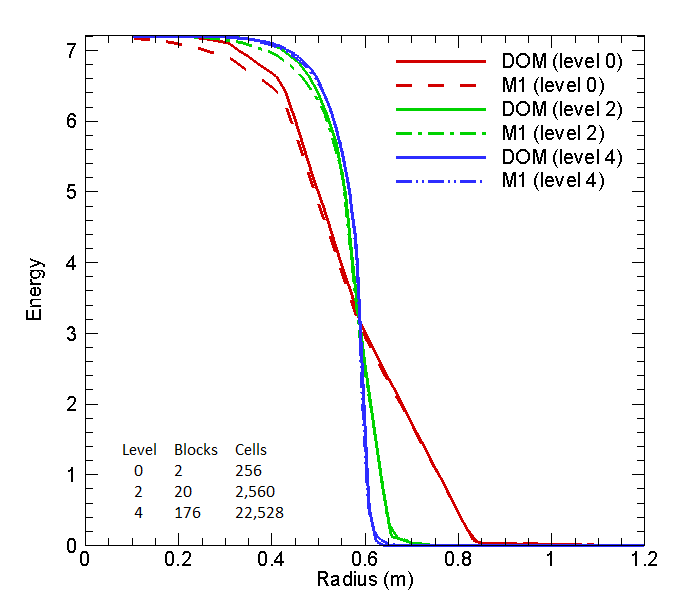 7
DOM (level 0)
M1 (level 0)
DOM (level 2)
6
M1 (level 2)
DOM (level 4)
M1 (level 4)
5
4
Energy
3
2
Level Blocks Cells
0 2 256
1
2 20 2,560
4 176 22,528
0
0 0.2 0.4 0.6 0.8 1 1.2
Radius (m)